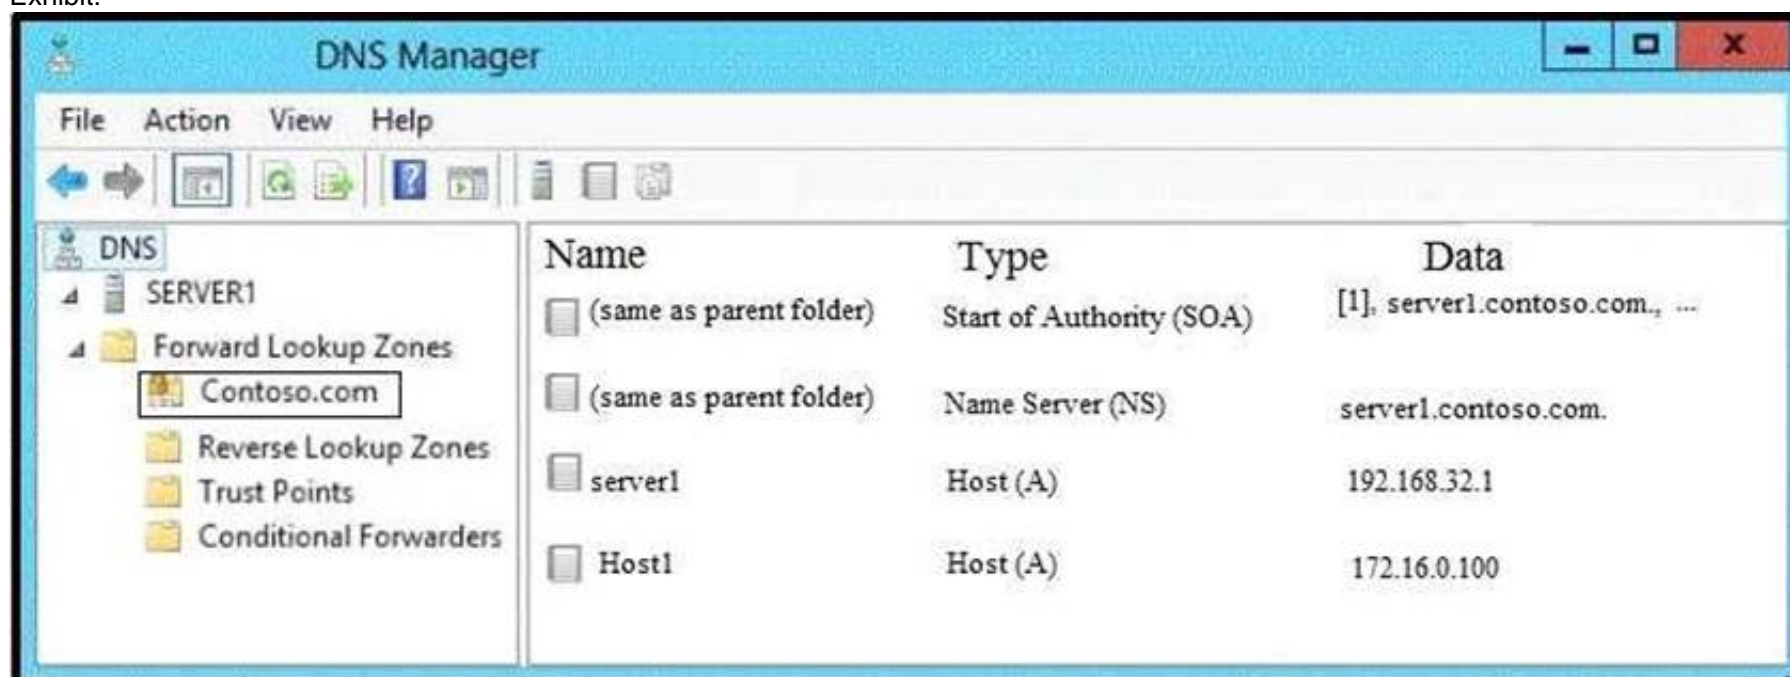 Exhibit:
DNS Manager
File Action View Help
DNS
SERVER1
Forward Lookup Zones
Contoso.com
Reverse Lookup Zones
Trust Points
Conditional Forwarders
Name Type Data
(same as parent folder) Start of Authority (SOA) [1], server1.contoso.com., ...
(same as parent folder) Name Server (NS) server1.contoso.com.
server1 Host (A) 192.168.32.1
Host1 Host (A) 172.16.0.100